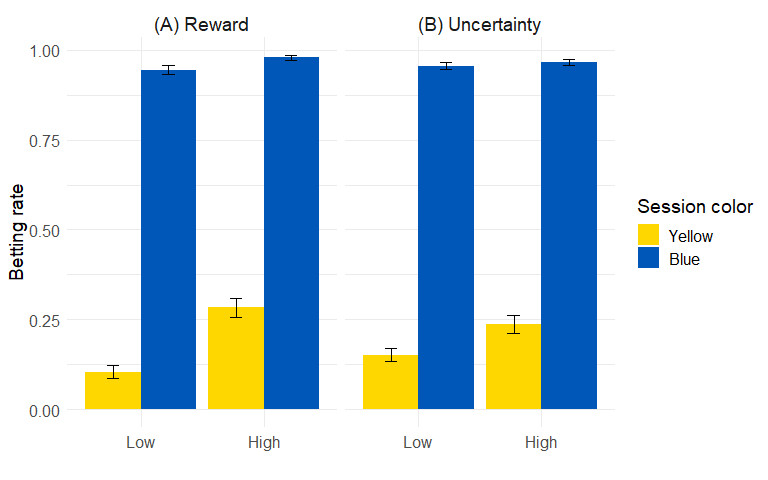 (A) Reward
(B) Uncertainty
1.00
0.75
0.50
0.25
0.00
Betting rate
Low
High
Low
High
Session color
Yellow
Blue